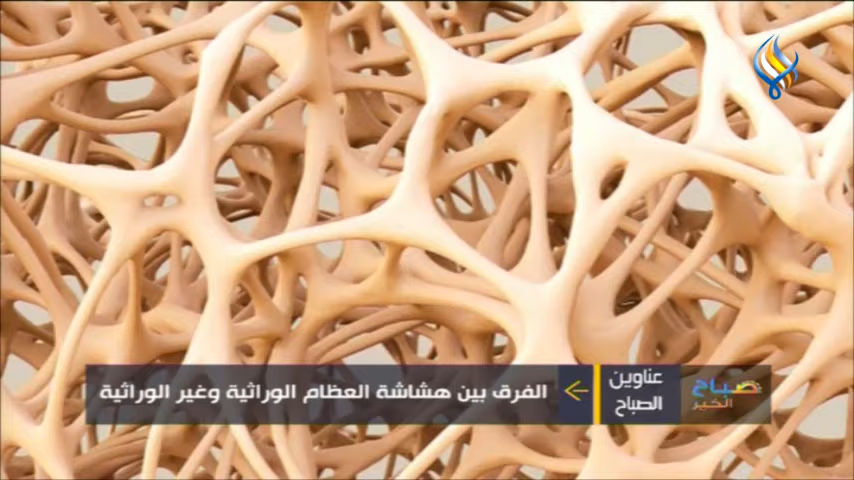 صباح
الخير
عناوين
الصباح
الفرق بين هشاشة العظام الوراثية وغير الوراثية